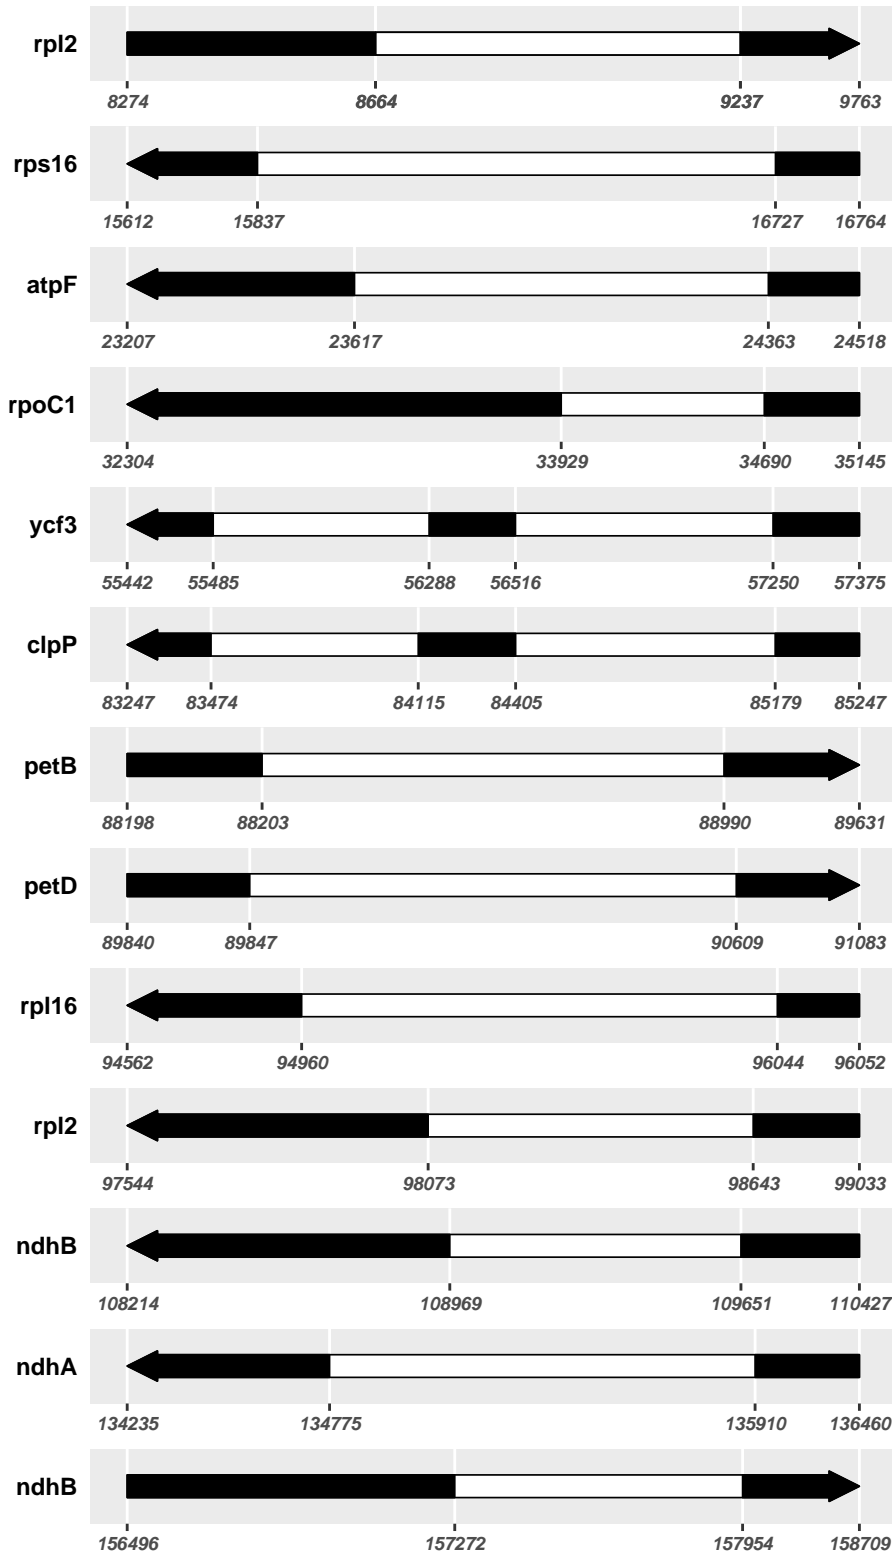 rpl2
8274 8664 9237 9763
rps16
15612 15837 16727 16764
atpF
23207 23617 24363 24518
rpoC1
32304 33929 34690 35145
ycf3
55442 55485 56288 56516 57250 57375
clpP
83247 83474 84115 84405 85179 85247
petB
88198 88203 88990 89631
petD
89840 89847 90609 91083
rpl16
94562 94960 96044 96052
rpl2
97544 98073 98643 99033
ndhB
108214 108969 109651 110427
ndhA
134235 134775 135910 136460
ndhB
156496 157272 157954 158709